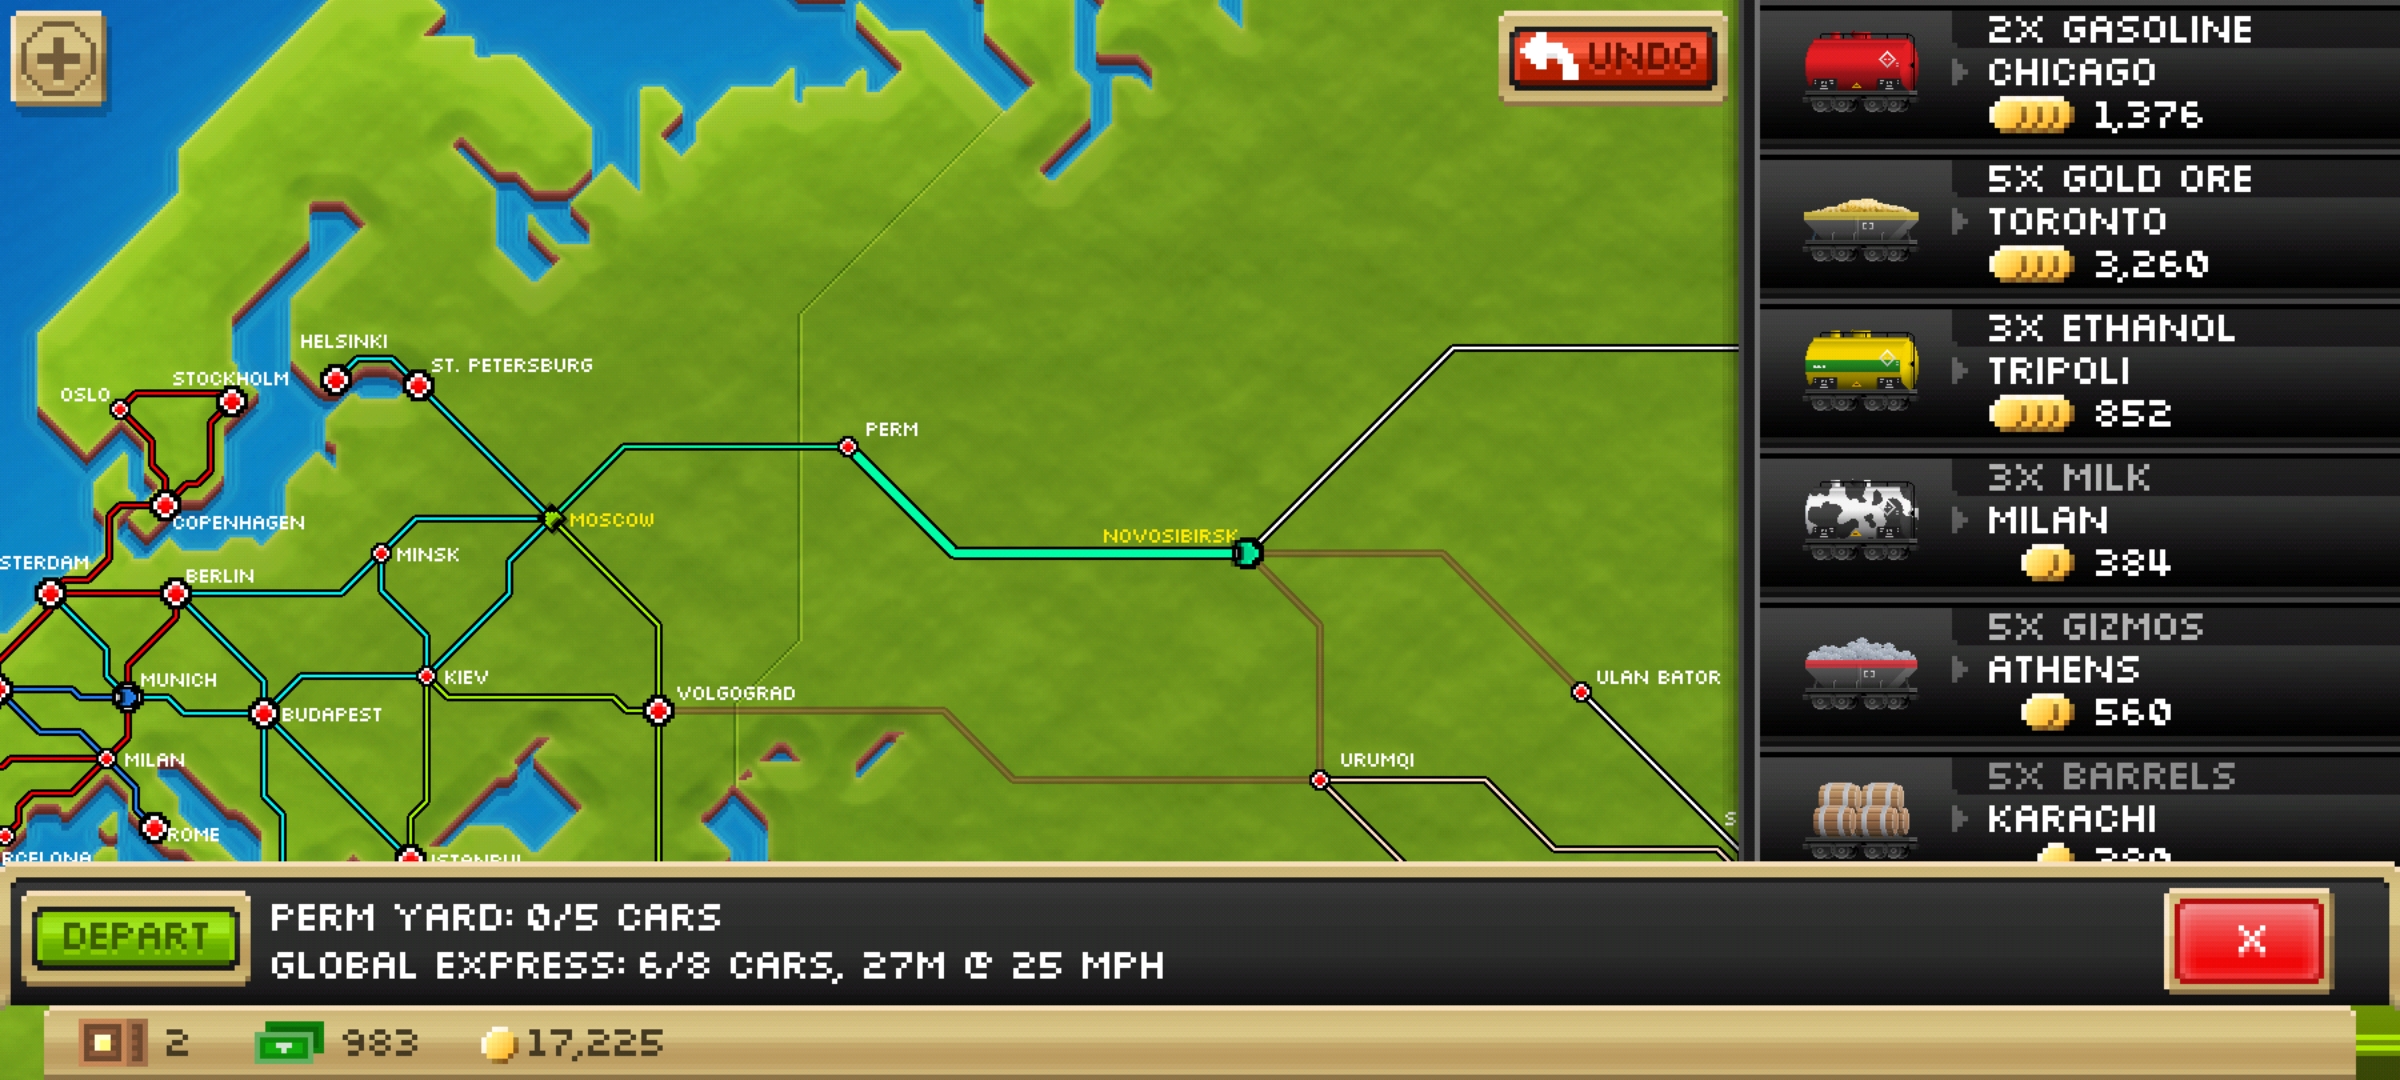 UNDO
HELSINKI
ST. PETERSBURG
STOCKHOLM
OSLO
PERM
COPENHAGEN
MOSCOW
NOVOSIBIRSK
MINSK
STERDAM
BERLIN
MUNICH
KIEV
ULAN BATOR
VOLGOGRAD
BUDAPEST
MILAN
URUMQI
ROME
RCELONA
ISTANBUL
S
2X GASOLINE
CHICAGO
1,376
5X GOLD ORE
TORONTO
3,260
3X ETHANOL
TRIPOLI
852
3X MILK
MILAN
384
5X GIZMOS
ATHENS
560
5X BARRELS
KARACHI
DEPART
PERM YARD: 0/5 CARS
GLOBAL EXPRESS: 6/8 CARS, 27M @ 25 MPH
X
2
983
17,225